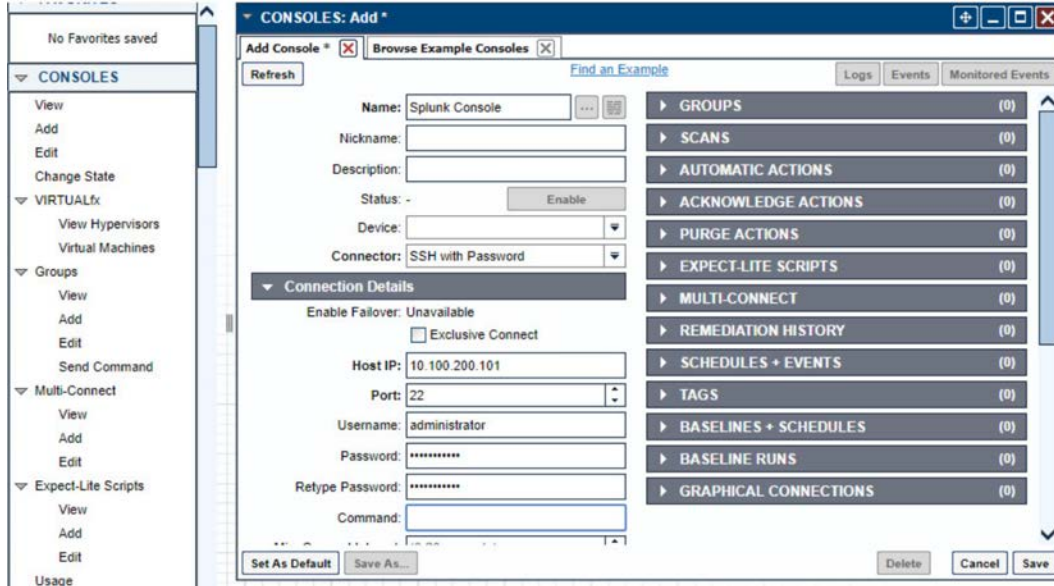 No Favorites saved
CONSOLES
View
Add
Edit
Change State
VIRTUALfx
View Hypervisors
Virtual Machines
Groups
View
Add
Edit
Send Command
Multi-Connect
View
Add
Edit
Expect-Lite Scripts
View
Add
Edit
Usage
CONSOLES: Add *
Add Console * Browse Example Consoles
Refresh Find an Example Logs Events Monitored Events
Name: Splunk Console ...
Nickname:
Description:
Status: - Enable
Device:
Connector: SSH with Password
Connection Details
Enable Failover: Unavailable
Exclusive Connect
Host IP: 10.100.200.101
Port: 22
Username: administrator
Password: •••••••••••
Retype Password: •••••••••••
Command:
GROUPS (0)
SCANS (0)
AUTOMATIC ACTIONS (0)
ACKNOWLEDGE ACTIONS (0)
PURGE ACTIONS (0)
EXPECT-LITE SCRIPTS (0)
MULTI-CONNECT (0)
REMEDIATION HISTORY (0)
SCHEDULES + EVENTS (0)
TAGS (0)
BASELINES + SCHEDULES (0)
BASELINE RUNS (0)
GRAPHICAL CONNECTIONS (0)
Set As Default Save As... Delete Cancel Save